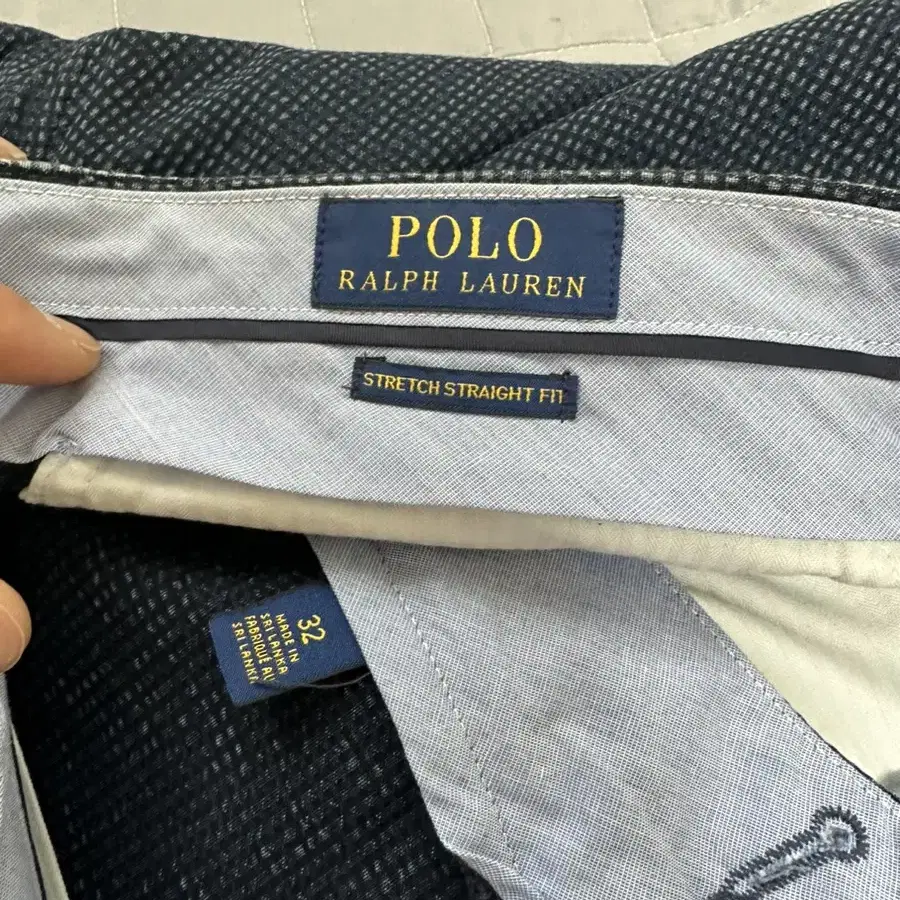 POLO
RALPH LAUREN
STRETCH STRAIGHT FIT
32
MADE IN
SRI LANKA
FABRIQUE AU
SRI LANKA